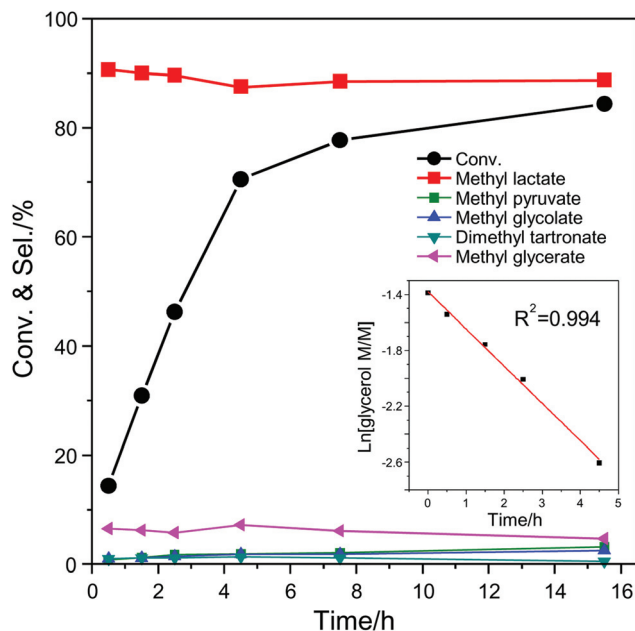 100
80
60
40
20
0
Conv. & Sel./%
0 2 4 6 8 10 12 14 16
Time/h
Conv.
Methyl lactate
Methyl pyruvate
Methyl glycolate
Dimethyl tartronate
Methyl glycerate
-1.4
-1.8
-2.2
-2.6
Ln[glycerol M/M]
R²=0.994
0 1 2 3 4 5
Time/h